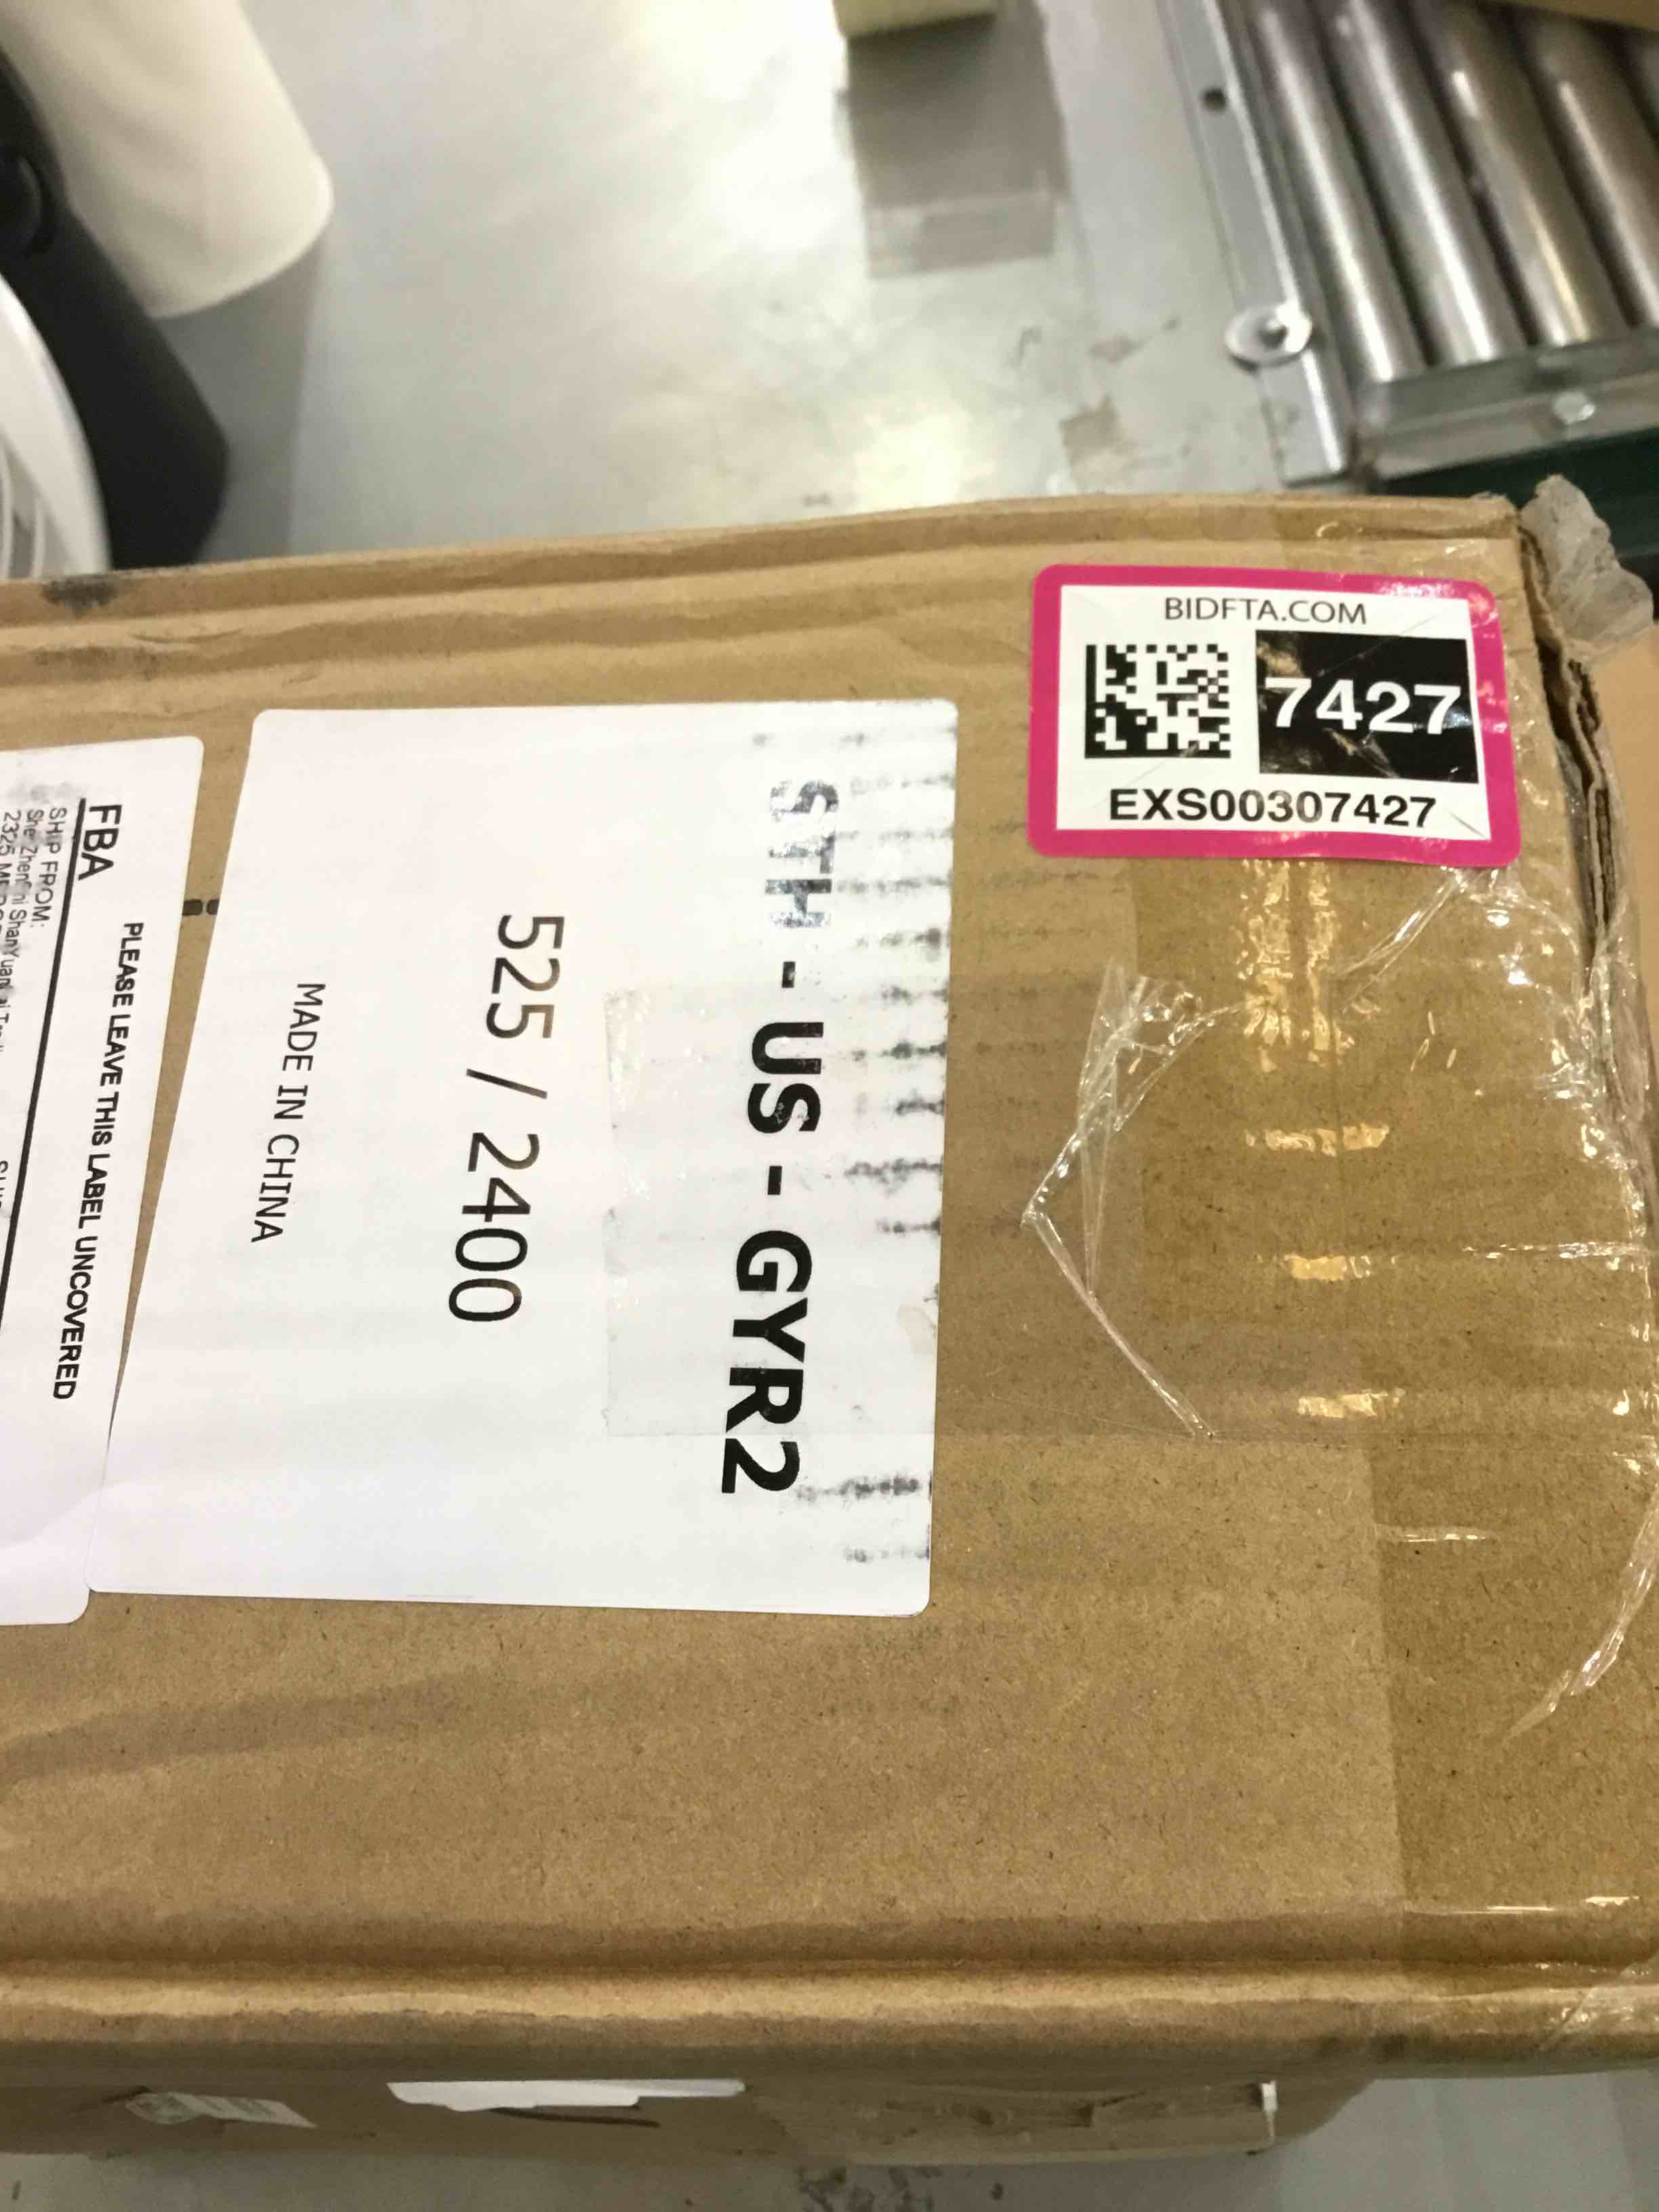 BIDFTA.COM
7427
EXS00307427
STH - US - GYR2
525 / 2400
MADE IN CHINA
PLEASE LEAVE THIS LABEL UNCOVERED
FBA
SHIP FROM: